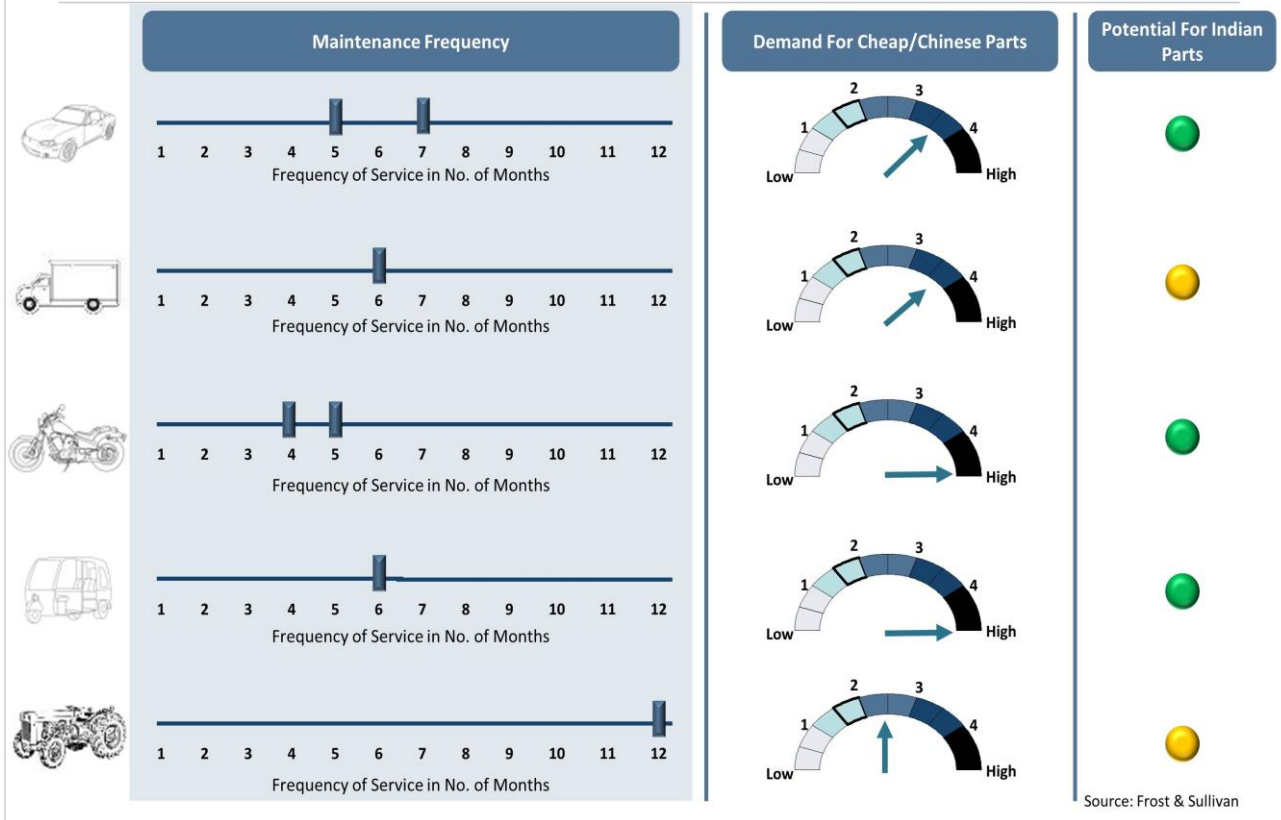 Maintenance Frequency
Demand For Cheap/Chinese Parts
Potential For Indian
Parts
1 2 3 4 5 6 7 8 9 10 11 12
Frequency of Service in No. of Months
1 2 3 4
Low High
1 2 3 4 5 6 7 8 9 10 11 12
Frequency of Service in No. of Months
1 2 3 4
Low High
1 2 3 4 5 6 7 8 9 10 11 12
Frequency of Service in No. of Months
1 2 3 4
Low High
1 2 3 4 5 6 7 8 9 10 11 12
Frequency of Service in No. of Months
1 2 3 4
Low High
1 2 3 4 5 6 7 8 9 10 11 12
Frequency of Service in No. of Months
1 2 3 4
Low High
Source: Frost & Sullivan